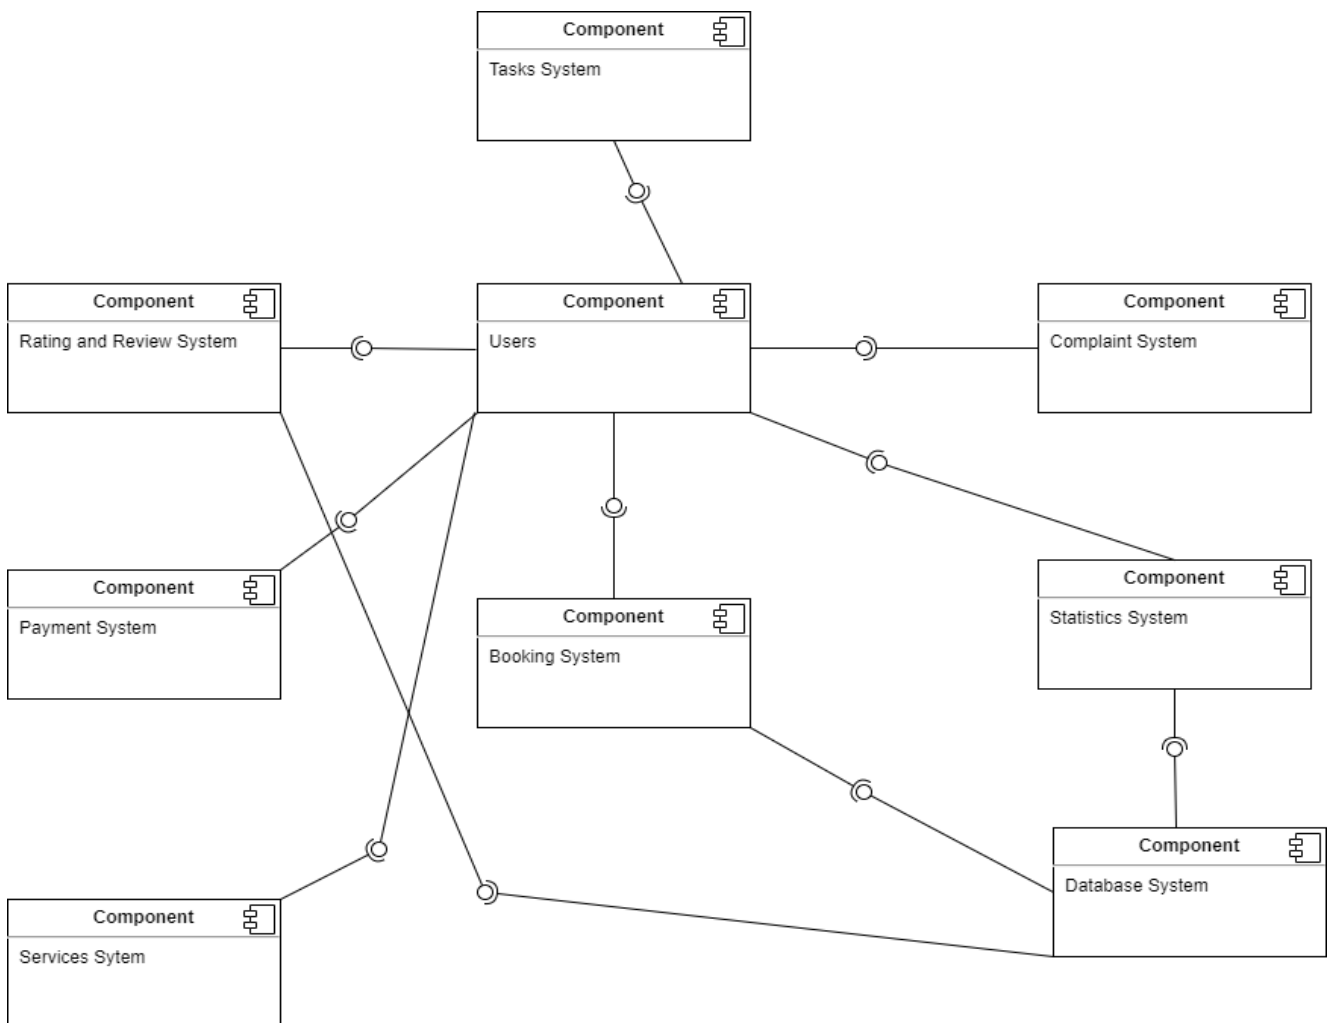 Component
Tasks System
Component
Rating and Review System
Component
Users
Component
Complaint System
Component
Payment System
Component
Booking System
Component
Statistics System
Component
Services Sytem
Component
Database System